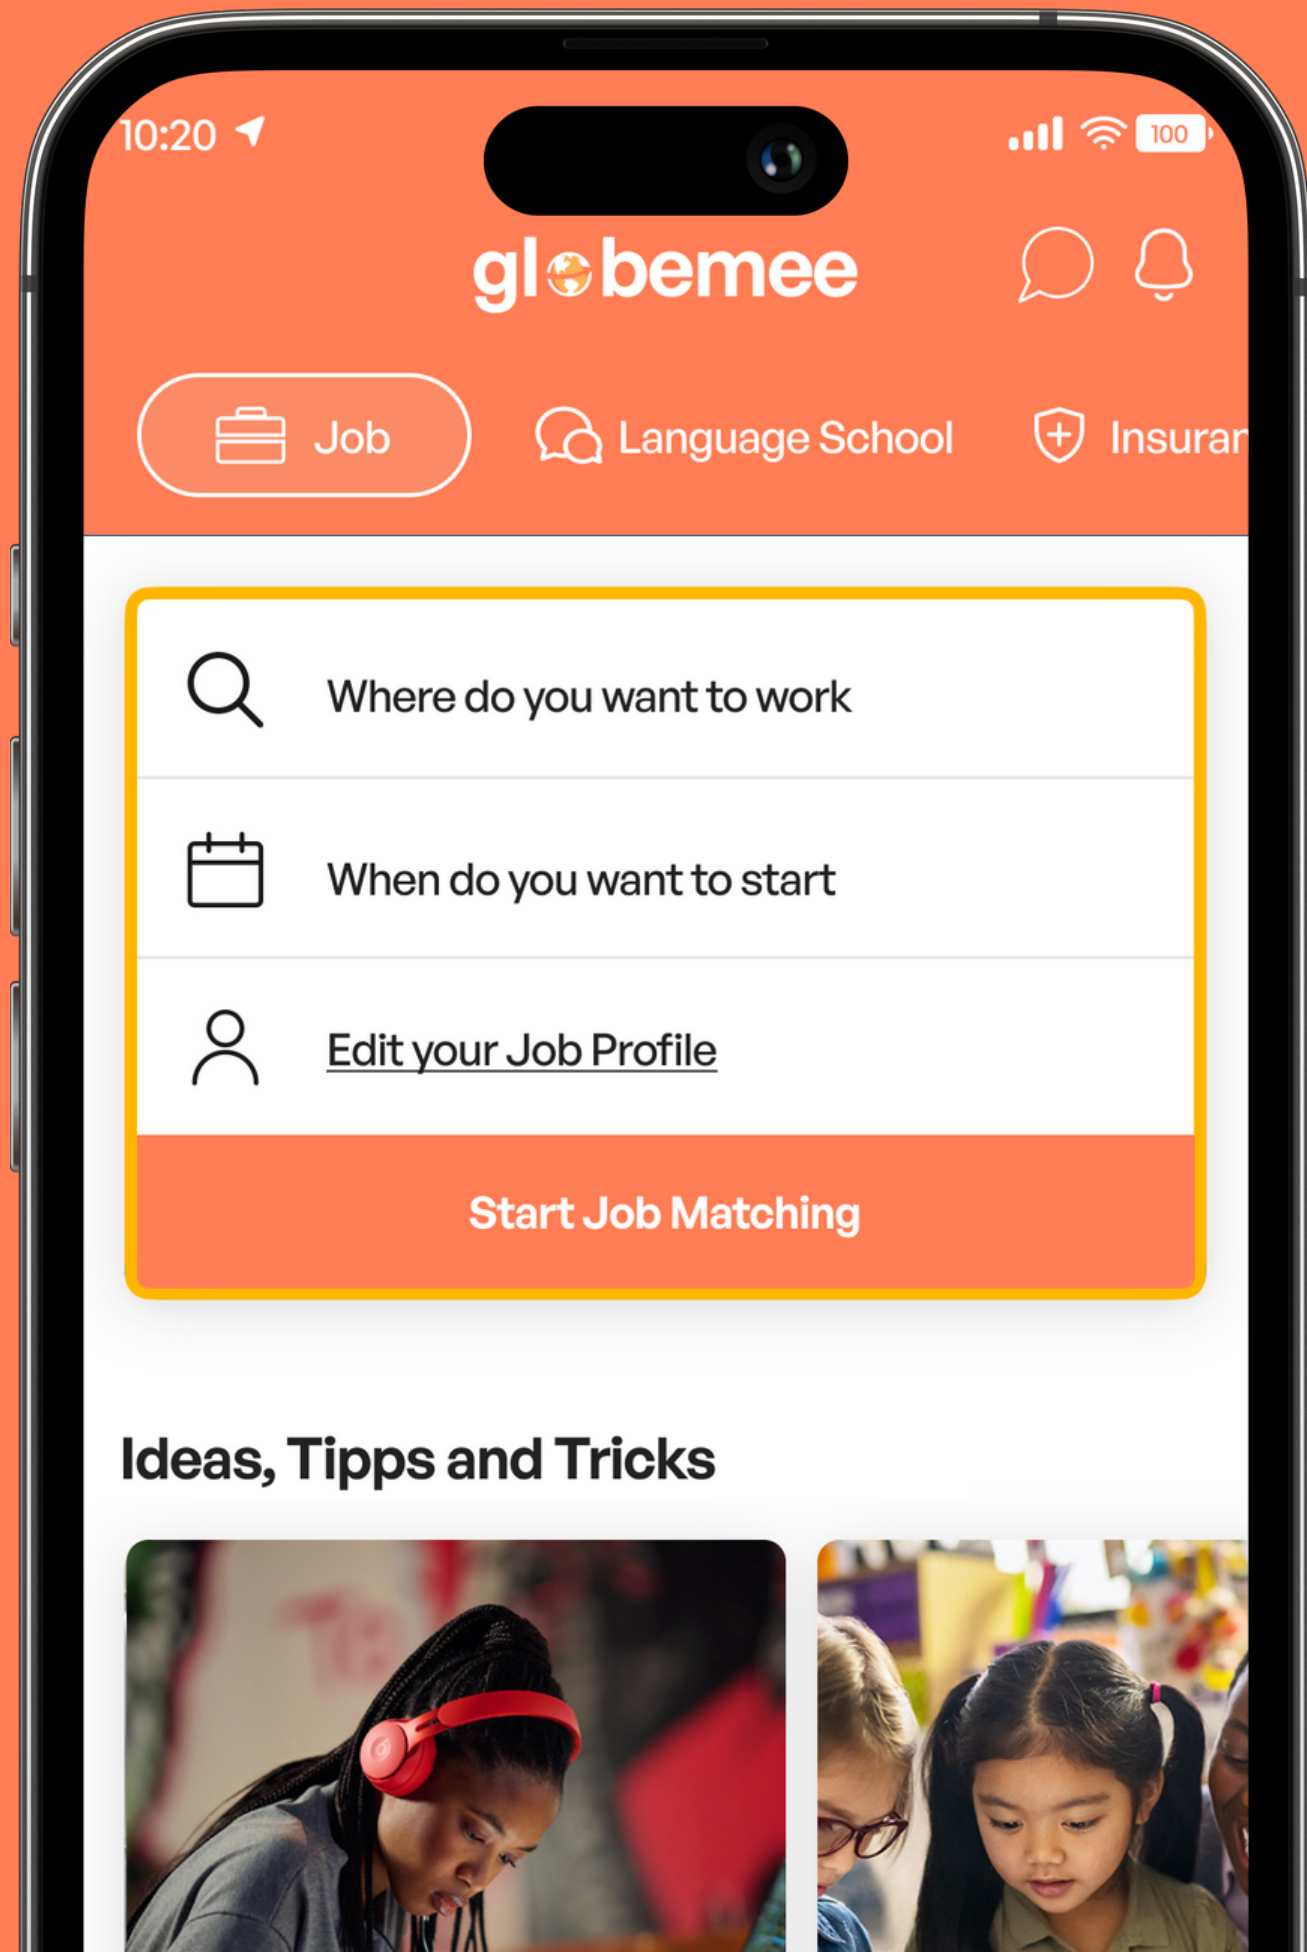 10:20
100
globemee
Job
Language School
Insuran
Where do you want to work
When do you want to start
Edit your Job Profile
Start Job Matching
Ideas, Tipps and Tricks